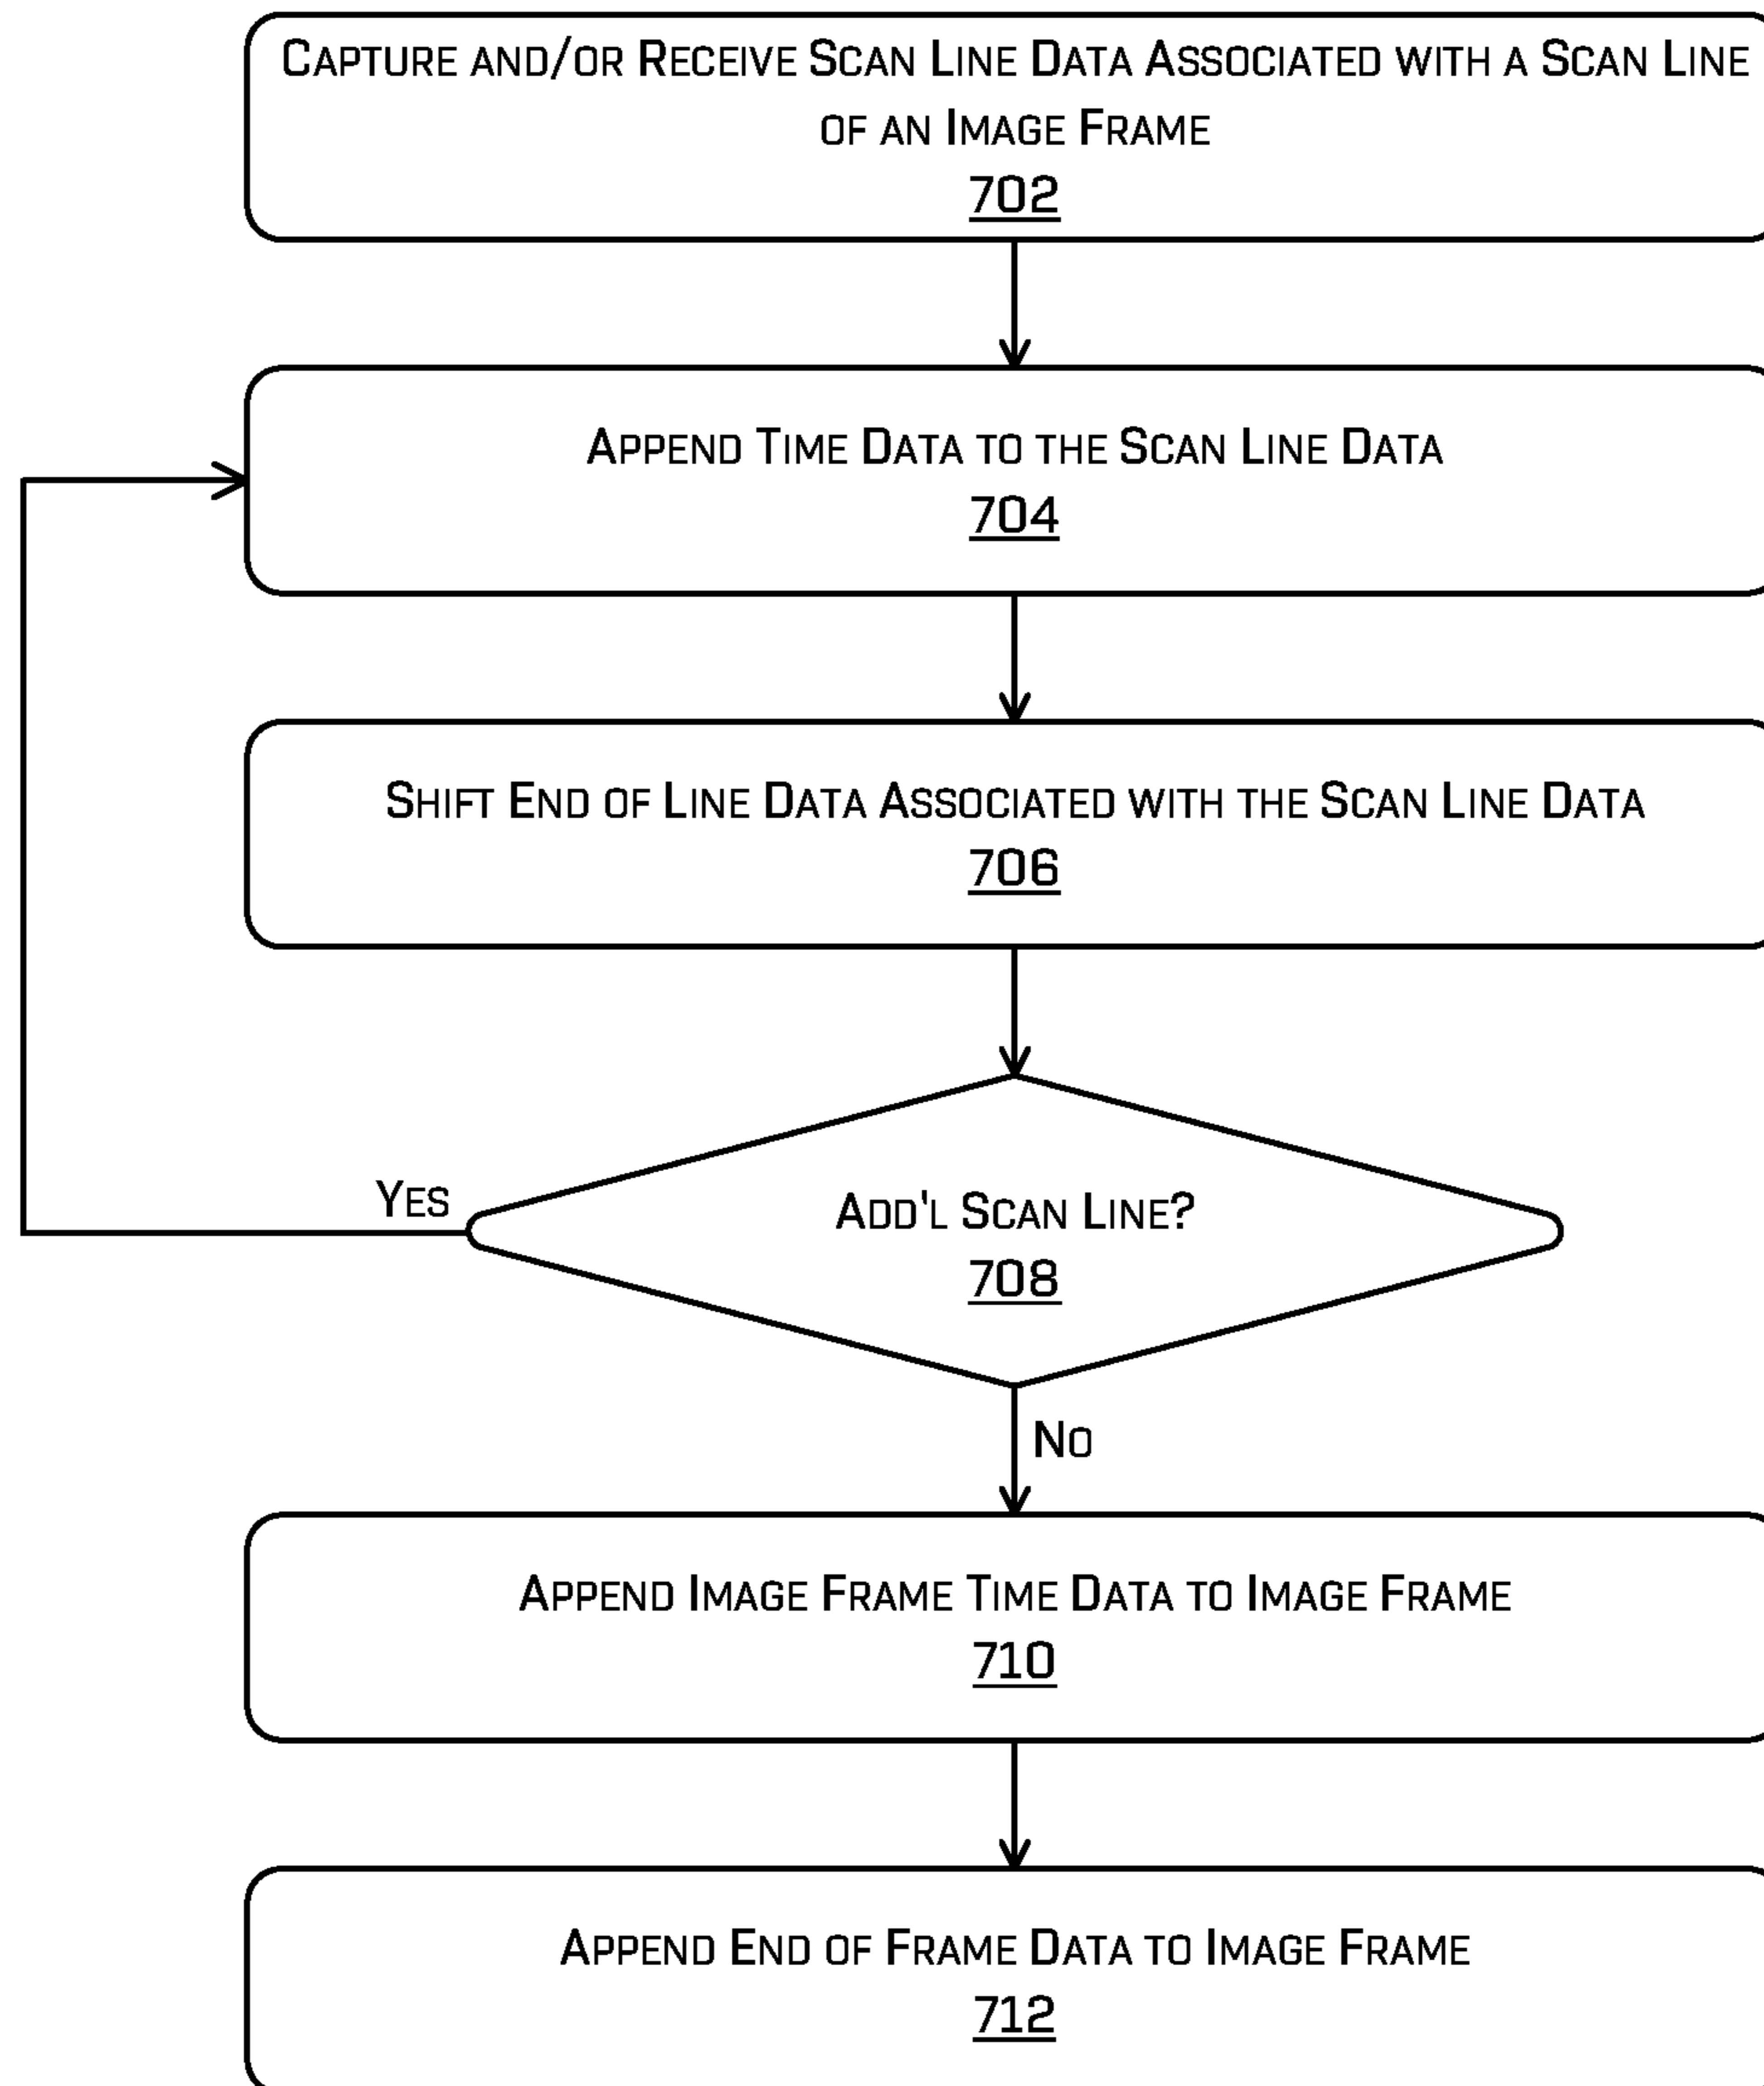 Capture and/or Receive Scan Line Data Associated with a Scan Line
of an Image Frame
702
Append Time Data to the Scan Line Data
704
Shift End of Line Data Associated with the Scan Line Data
706
Yes
Add'l Scan Line?
708
No
Append Image Frame Time Data to Image Frame
710
Append End of Frame Data to Image Frame
712